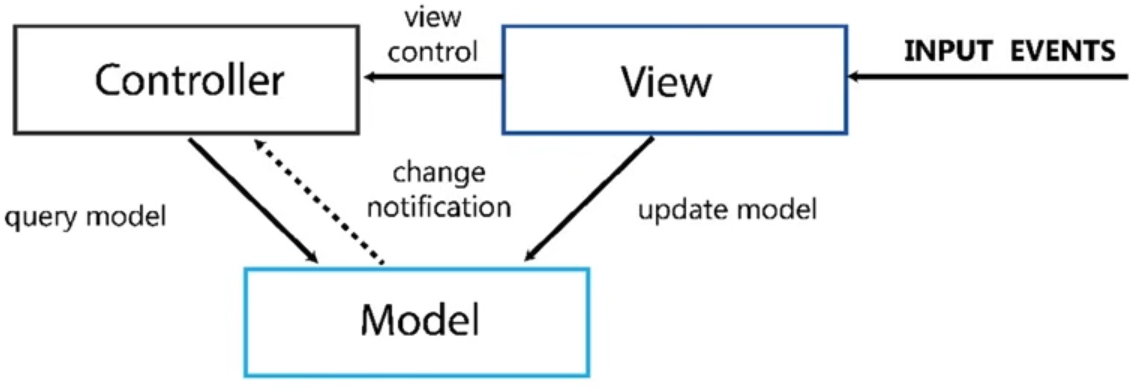 view
control
INPUT EVENTS
Controller
View
change
notification
query model
update model
Model